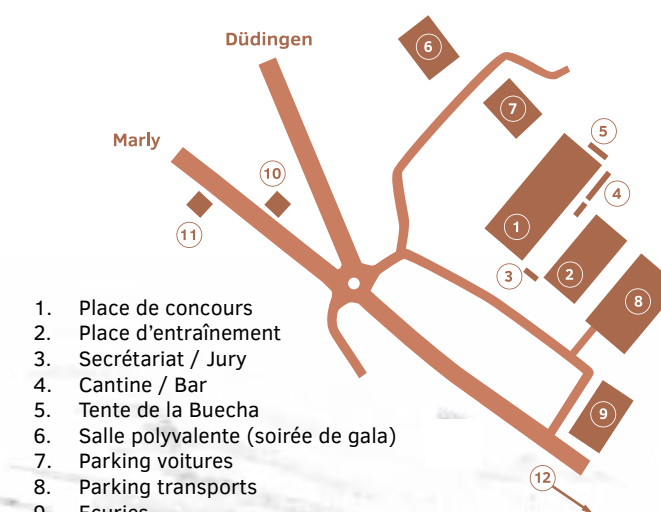 Düdingen
6
7
Marly
5
10
4
1
11
3
2
8
1. Place de concours
2. Place d'entraînement
3. Secrétariat / Jury
4. Cantine / Bar
9
5. Tente de la Buecha
6. Salle polyvalente (soirée de gala)
7. Parking voitures
12
8. Parking transports
9. Ecuries